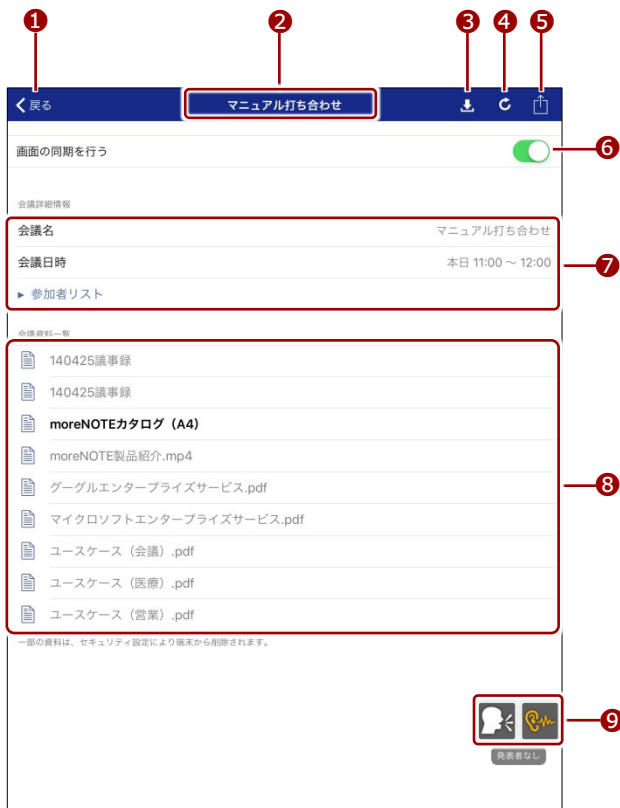 ❶ ❷ ❸ ❹ ❺
戻る マニュアル打ち合わせ
画面の同期を行う ❻
会議詳細情報
会議名 マニュアル打ち合わせ
会議日時 本日 11:00 ~ 12:00 ❼
▶ 参加者リスト
会議資料一覧
140425議事録
140425議事録
moreNOTEカタログ（A4）
moreNOTE製品紹介.mp4
グーグルエンタープライズサービス.pdf ❽
マイクロソフトエンタープライズサービス.pdf
ユースケース（会議）.pdf
ユースケース（医療）.pdf
ユースケース（営業）.pdf
一部の資料は、セキュリティ設定により端末から削除されます。
❾
発表者なし